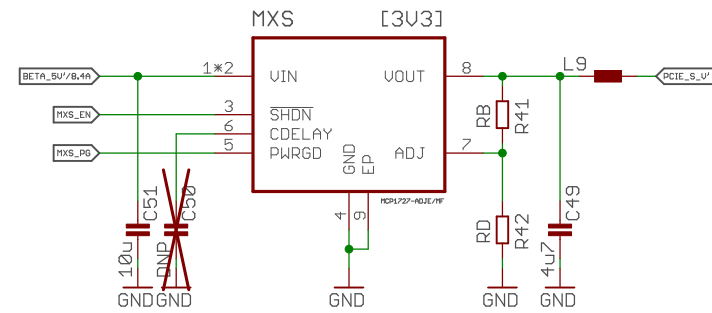 MXS [3V3]
L9
BETA_5V'/8.4A 1*2 VIN VOUT 8 PCIE_S_V'
MXS_EN 3 SHDN
6 CDELAY
MXS_PG 5 PWRGD GND EP ADJ 7
RB R41
MCP1727-ADJE/MF
4 9
10u C51
DNP C50
RD R42
4u7 C49
GND GND GND GND GND